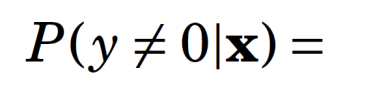 P(y ≠ 0|𝐱) =